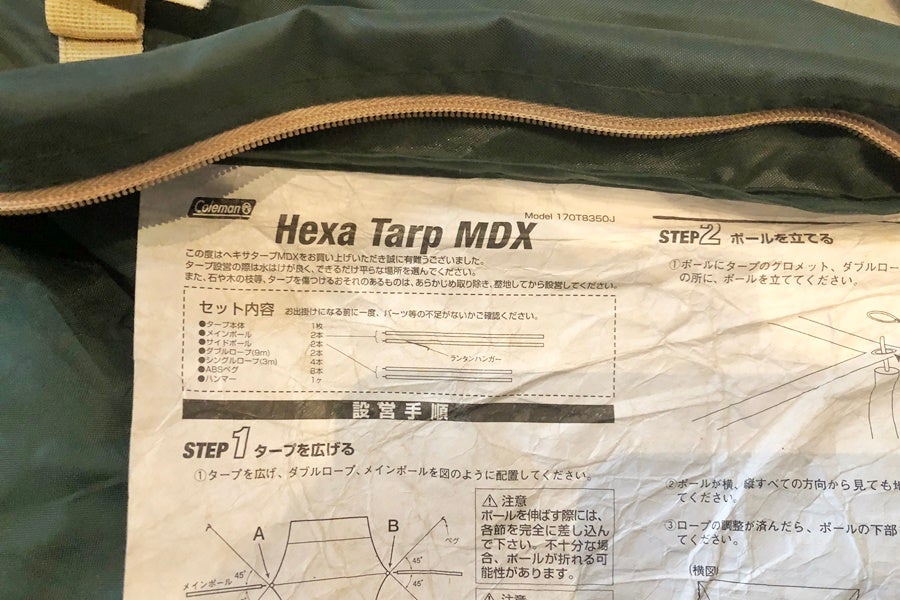 Coleman
Model 170T8350J
Hexa Tarp MDX
この度はヘキサタープMDXをお買い上げいただき誠に有難うございました。
タープ設営の際は水はけが良く、できるだけ平らな場所を選んでください。
また、石や木の枝等、タープを傷つけるおそれのあるものは、あらかじめ取り除き、整地してから設営してください。
セット内容 お出掛けになる前に一度、パーツ等の不足がないかご確認ください。
●タープ本体 1枚
●メインポール 2本
●サイドポール 2本
●ダブルロープ(9m) 2本
●シングルロープ(3m) 4本
●ABSペグ 8本
●ハンマー 1ヶ
ランタンハンガー
設営手順
STEP1 タープを広げる
①タープを広げ、ダブルロープ、メインポールを図のように配置してください。
A
B
ペグ
45°
45°
45°
45°
メインポール
⚠注意
ポールを伸ばす際には、
各節を完全に差し込ん
で下さい。不十分な場
合、ポールが折れる可
能性があります。
⚠注意
STEP2 ポールを立てる
①ポールにタープのグロメット、ダブルロー
の所に、ポールを立ててください。
②ポールが横、縦すべての方向から見ても
てください。
③ロープの調整が済んだら、ポールの下部
てください。
(横図)